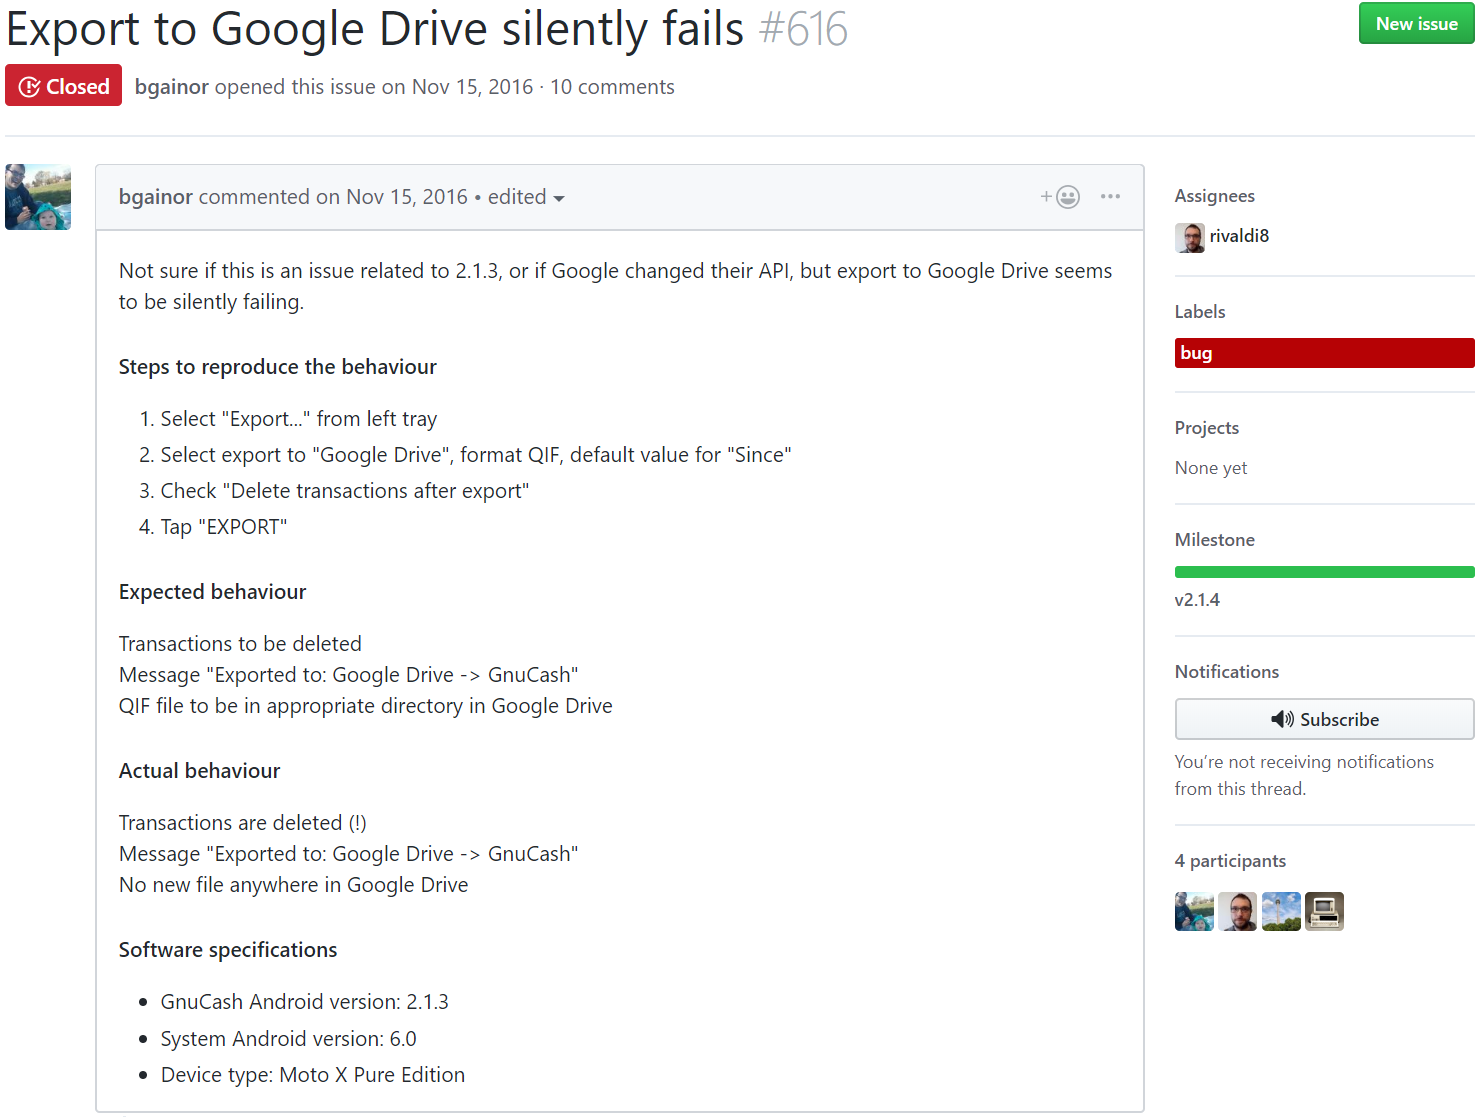 Export to Google Drive silently fails #616
New issue
Closed bgainor opened this issue on Nov 15, 2016 · 10 comments
bgainor commented on Nov 15, 2016 • edited
Not sure if this is an issue related to 2.1.3, or if Google changed their API, but export to Google Drive seems
to be silently failing.
Steps to reproduce the behaviour
1. Select "Export..." from left tray
2. Select export to "Google Drive", format QIF, default value for "Since"
3. Check "Delete transactions after export"
4. Tap "EXPORT"
Expected behaviour
Transactions to be deleted
Message "Exported to: Google Drive -> GnuCash"
QIF file to be in appropriate directory in Google Drive
Actual behaviour
Transactions are deleted (!)
Message "Exported to: Google Drive -> GnuCash"
No new file anywhere in Google Drive
Software specifications
• GnuCash Android version: 2.1.3
• System Android version: 6.0
• Device type: Moto X Pure Edition
Assignees
rivaldi8
Labels
bug
Projects
None yet
Milestone
v2.1.4
Notifications
Subscribe
You’re not receiving notifications
from this thread.
4 participants